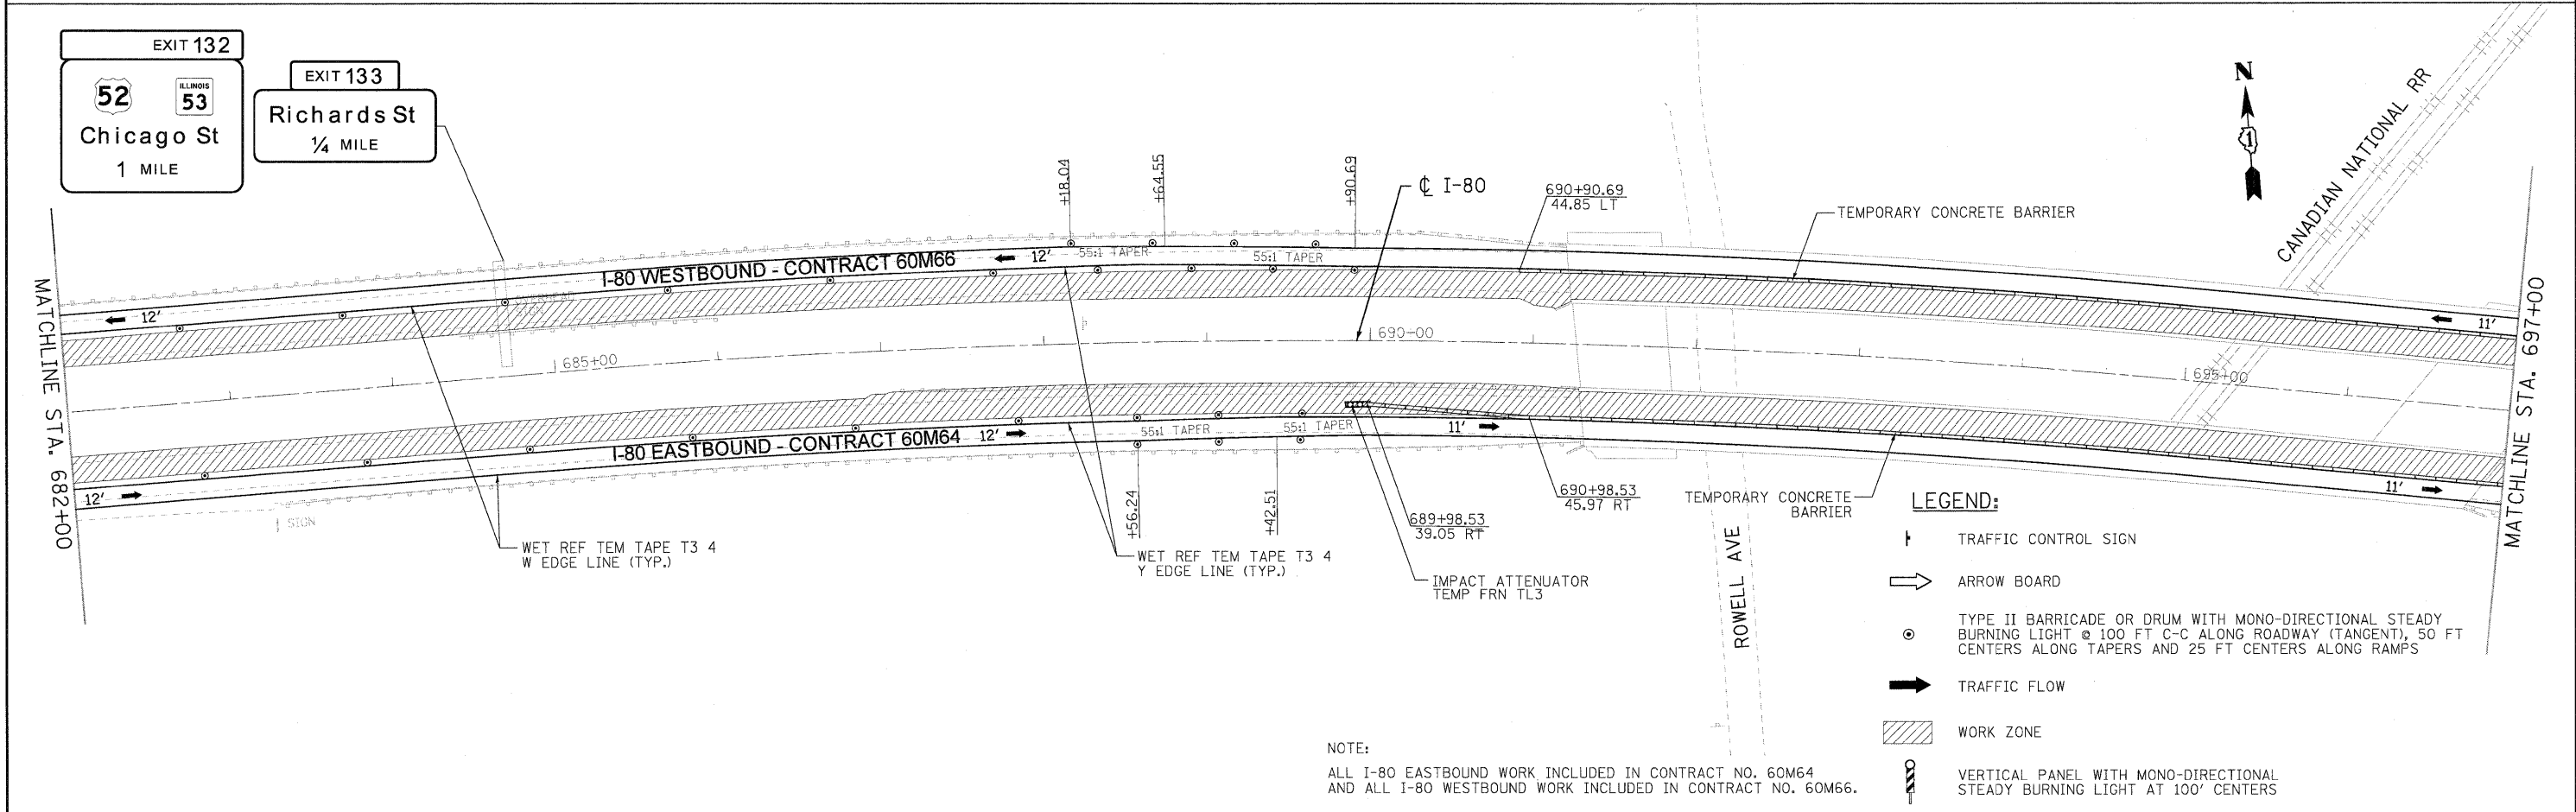 EXIT 132
52
ILLINOIS
53
Chicago St
1 MILE
EXIT 133
Richards St
1/4 MILE
N
1
CANADIAN NATIONAL RR
+18.04
+64.55
+90.69
℄ I-80
690+90.69
44.85 LT
TEMPORARY CONCRETE BARRIER
MATCHLINE STA. 682+00
MATCHLINE STA. 697+00
12'
I-80 WESTBOUND - CONTRACT 60M66
12'
55:1 TAPER
55:1 TAPER
11'
OVERHEAD
SIGN
685+00
690+00
695+00
12'
I-80 EASTBOUND - CONTRACT 60M64
12'
55:1 TAPER
55:1 TAPER
11'
11'
SIGN
WET REF TEM TAPE T3 4
W EDGE LINE (TYP.)
+56.24
+42.51
WET REF TEM TAPE T3 4
Y EDGE LINE (TYP.)
689+98.53
39.05 RT
IMPACT ATTENUATOR
TEMP FRN TL3
690+98.53
45.97 RT
TEMPORARY CONCRETE
BARRIER
ROWELL AVE
LEGEND:
TRAFFIC CONTROL SIGN
ARROW BOARD
TYPE II BARRICADE OR DRUM WITH MONO-DIRECTIONAL STEADY
BURNING LIGHT @ 100 FT C-C ALONG ROADWAY (TANGENT), 50 FT
CENTERS ALONG TAPERS AND 25 FT CENTERS ALONG RAMPS
TRAFFIC FLOW
WORK ZONE
VERTICAL PANEL WITH MONO-DIRECTIONAL
STEADY BURNING LIGHT AT 100' CENTERS
NOTE:
ALL I-80 EASTBOUND WORK INCLUDED IN CONTRACT NO. 60M64
AND ALL I-80 WESTBOUND WORK INCLUDED IN CONTRACT NO. 60M66.